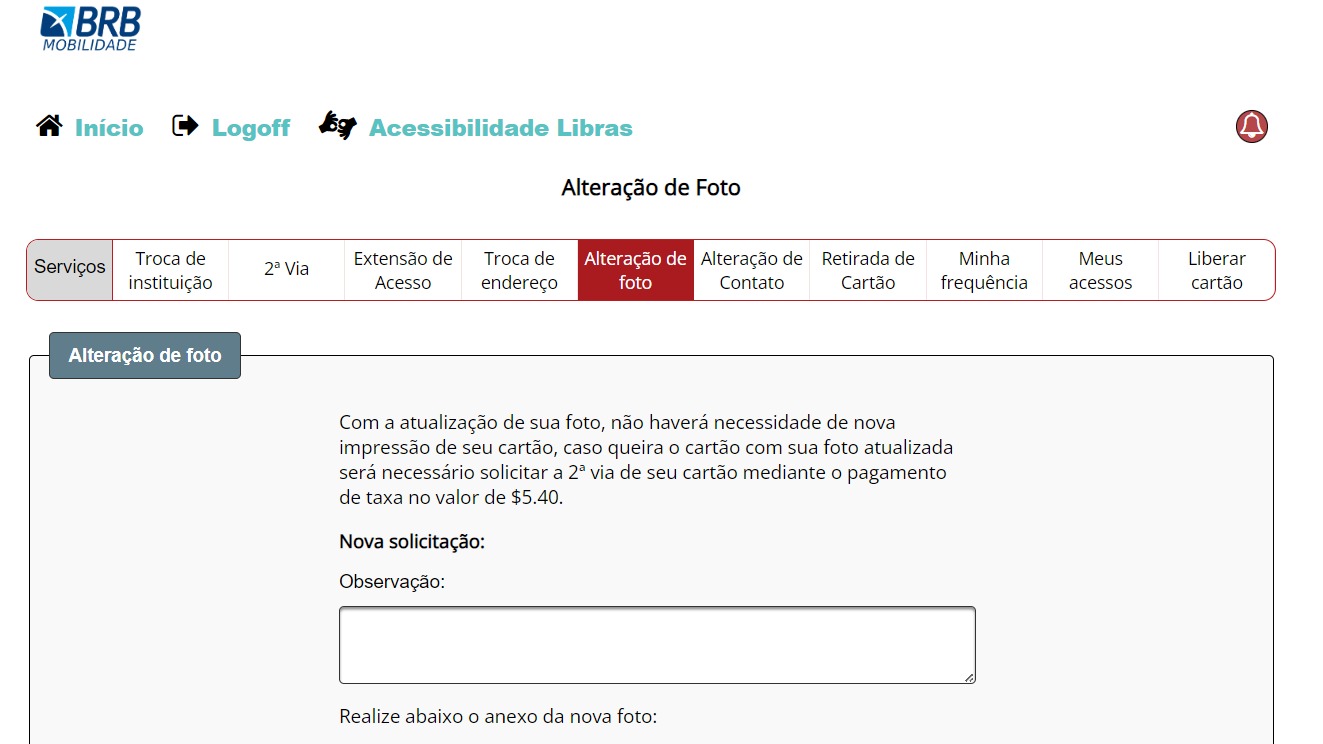 BRB
MOBILIDADE
Início
Logoff
Acessibilidade Libras
Alteração de Foto
Serviços
Troca de
instituição
2ª Via
Extensão de
Acesso
Troca de
endereço
Alteração de
foto
Alteração de
Contato
Retirada de
Cartão
Minha
frequência
Meus
acessos
Liberar
cartão
Alteração de foto
Com a atualização de sua foto, não haverá necessidade de nova
impressão de seu cartão, caso queira o cartão com sua foto atualizada
será necessário solicitar a 2ª via de seu cartão mediante o pagamento
de taxa no valor de $5.40.
Nova solicitação:
Observação:
Realize abaixo o anexo da nova foto: